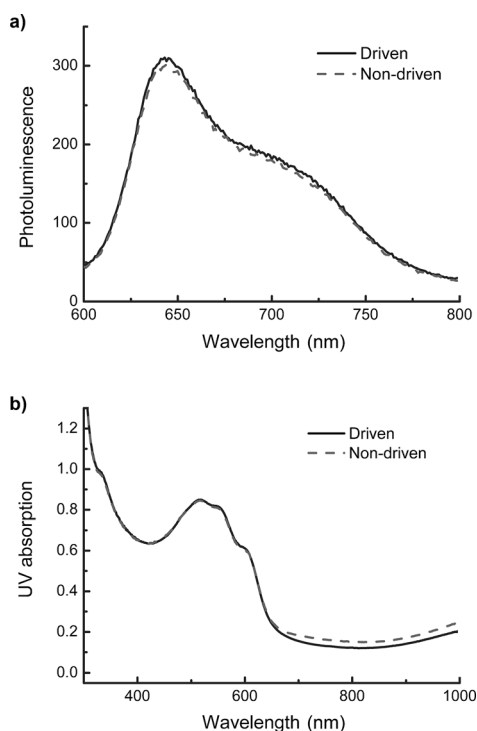 a)
Driven
Non-driven
Photoluminescence
300
200
100
0
600
650
700
750
800
Wavelength (nm)
b)
Driven
Non-driven
UV absorption
1.2
1.0
0.8
0.6
0.4
0.2
0.0
400
600
800
1000
Wavelength (nm)